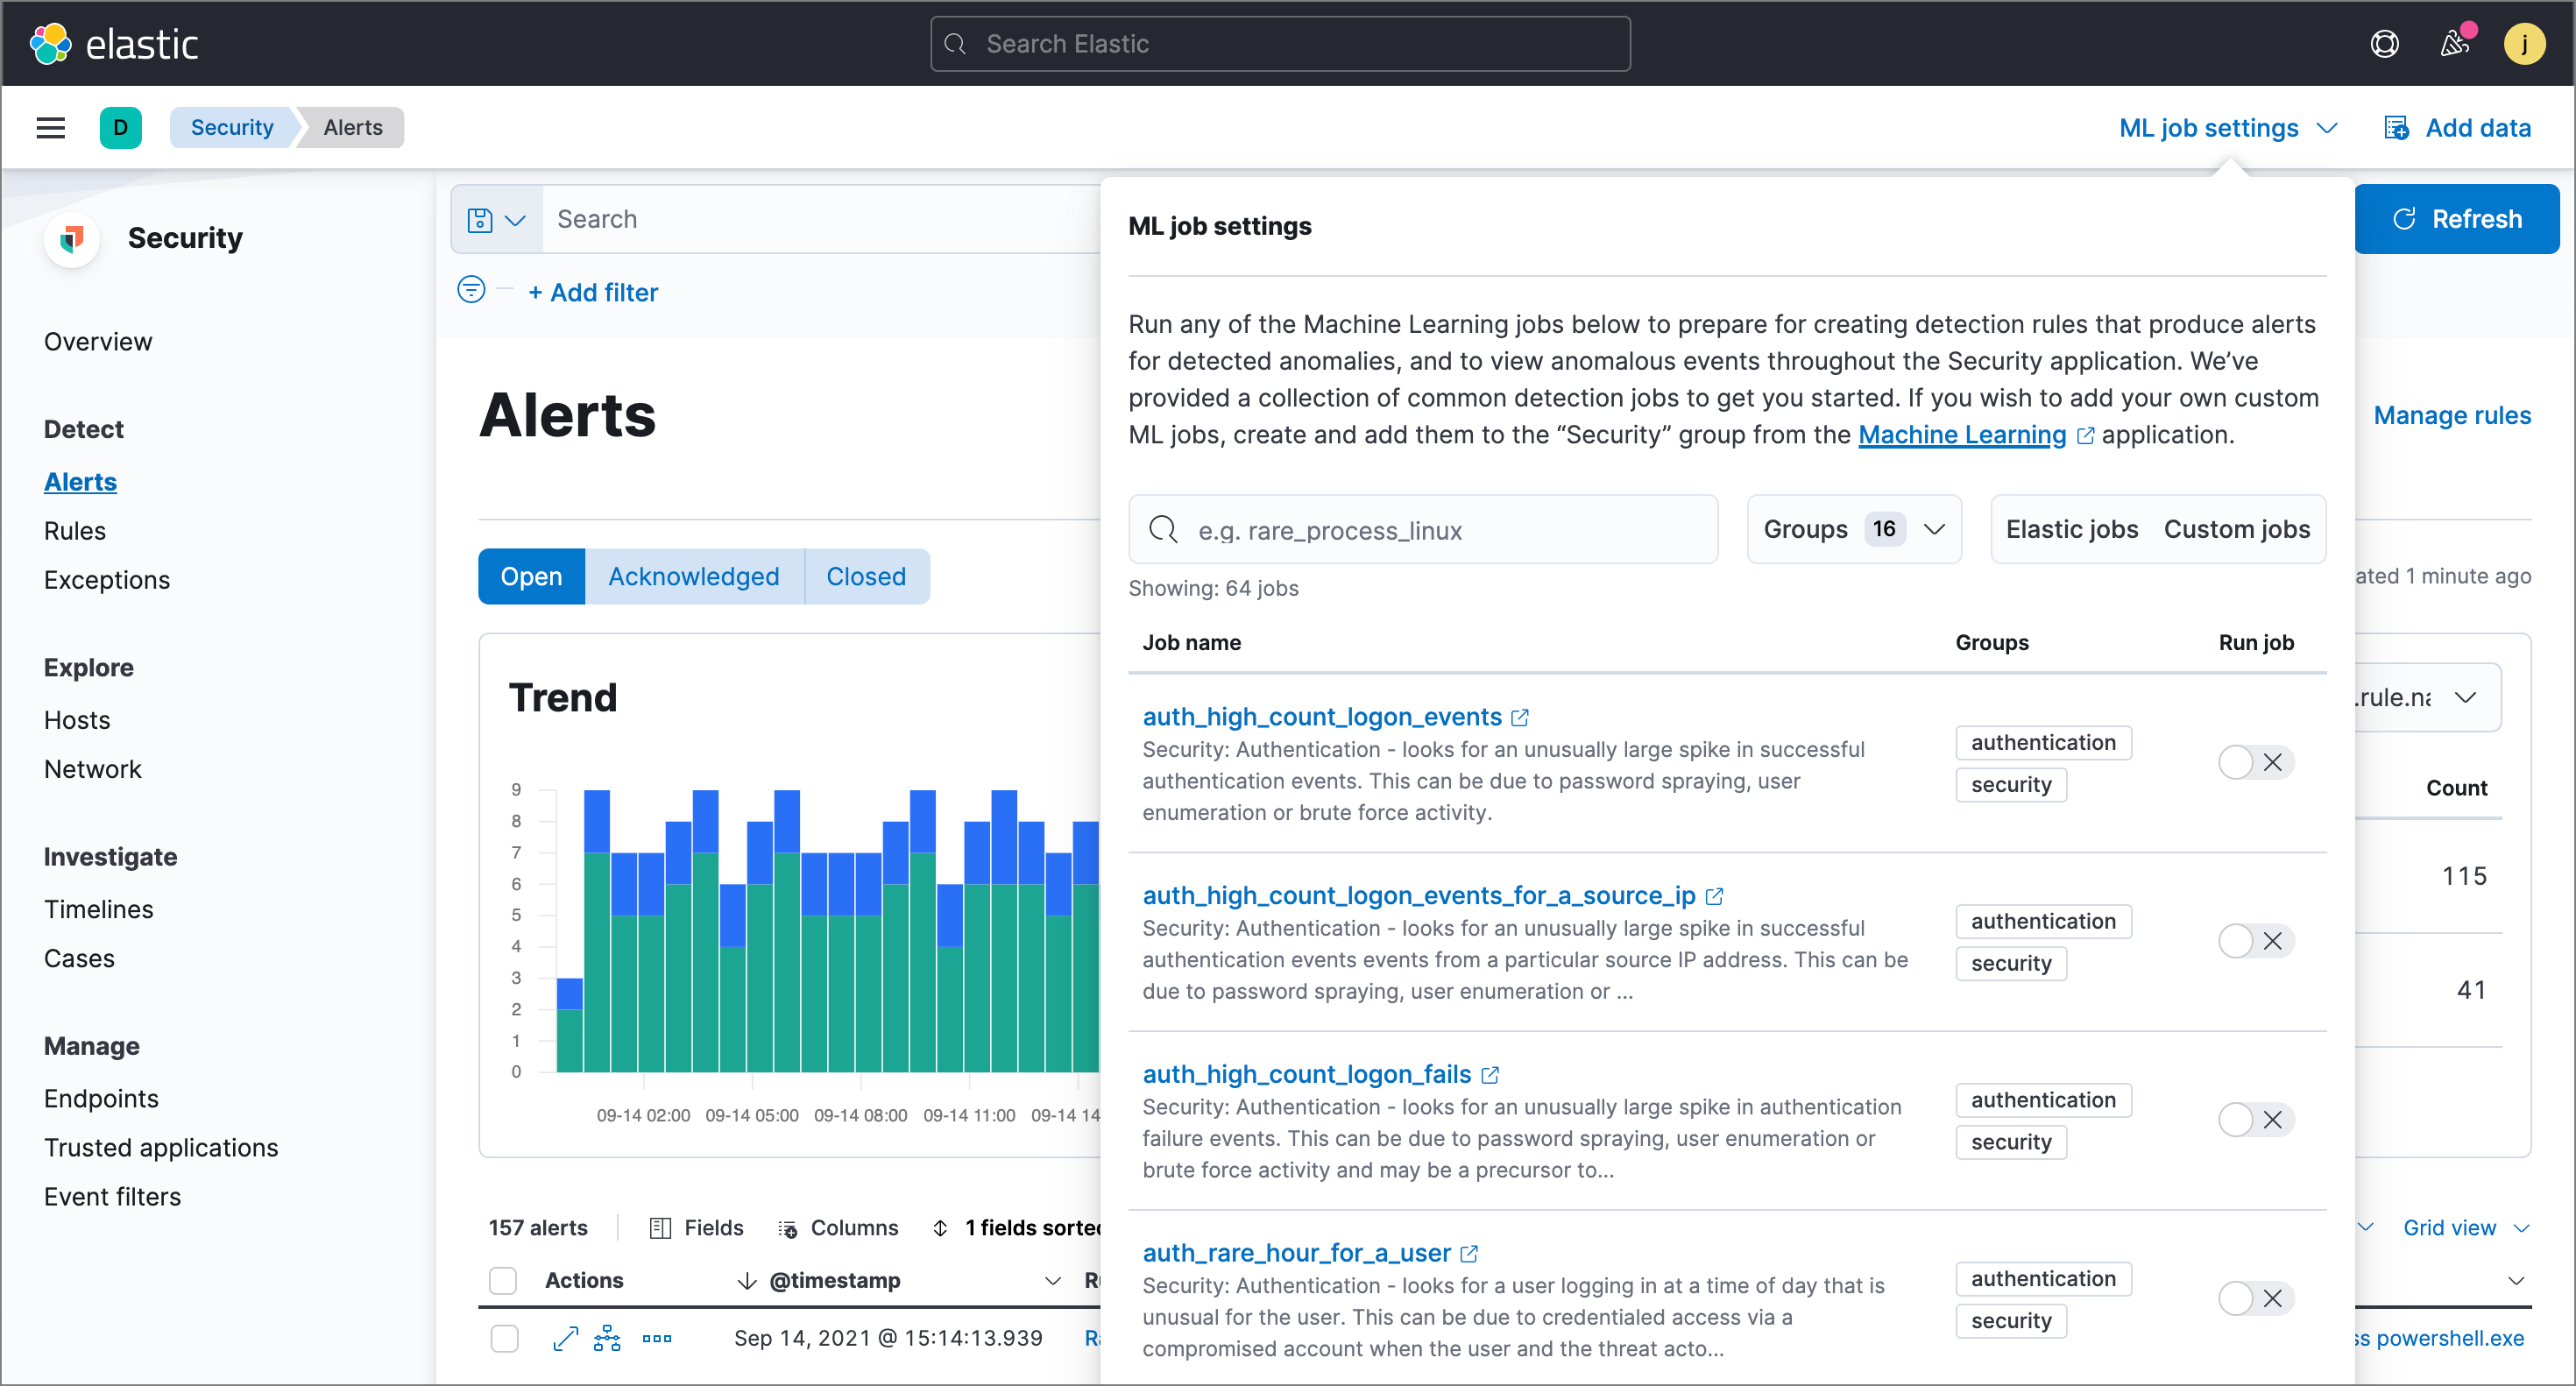 elastic
Search Elastic
j
D
Security
Alerts
ML job settings
Add data
Security
Overview
Detect
Alerts
Rules
Exceptions
Explore
Hosts
Network
Investigate
Timelines
Cases
Manage
Endpoints
Trusted applications
Event filters
Search
+ Add filter
Refresh
Alerts
Manage rules
Open
Acknowledged
Closed
ated 1 minute ago
Trend
9
8
7
6
5
4
3
2
1
0
09-14 02:00
09-14 05:00
09-14 08:00
09-14 11:00
09-14 14
.rule.na
Count
115
41
157 alerts
Fields
Columns
1 fields sorted
Grid view
Actions
@timestamp
Sep 14, 2021 @ 15:14:13.939
ss powershell.exe
ML job settings
Run any of the Machine Learning jobs below to prepare for creating detection rules that produce alerts
for detected anomalies, and to view anomalous events throughout the Security application. We’ve
provided a collection of common detection jobs to get you started. If you wish to add your own custom
ML jobs, create and add them to the “Security” group from the Machine Learning application.
e.g. rare_process_linux
Groups 16
Elastic jobs
Custom jobs
Showing: 64 jobs
Job name
Groups
Run job
auth_high_count_logon_events
Security: Authentication - looks for an unusually large spike in successful
authentication events. This can be due to password spraying, user
enumeration or brute force activity.
authentication
security
auth_high_count_logon_events_for_a_source_ip
Security: Authentication - looks for an unusually large spike in successful
authentication events events from a particular source IP address. This can be
due to password spraying, user enumeration or ...
authentication
security
auth_high_count_logon_fails
Security: Authentication - looks for an unusually large spike in authentication
failure events. This can be due to password spraying, user enumeration or
brute force activity and may be a precursor to...
authentication
security
auth_rare_hour_for_a_user
Security: Authentication - looks for a user logging in at a time of day that is
unusual for the user. This can be due to credentialed access via a
compromised account when the user and the threat acto...
authentication
security